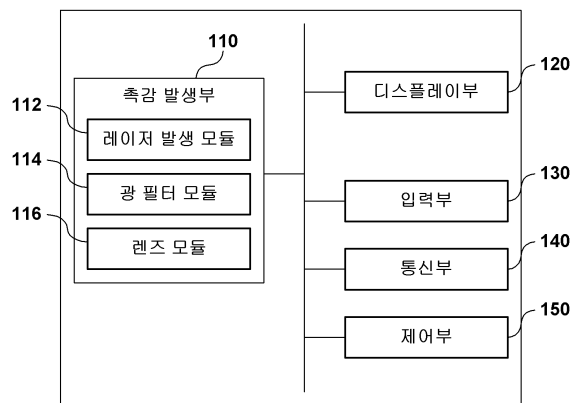 110
촉감 발생부
112
레이저 발생 모듈
114
광 필터 모듈
116
렌즈 모듈
120
디스플레이부
130
입력부
140
통신부
150
제어부